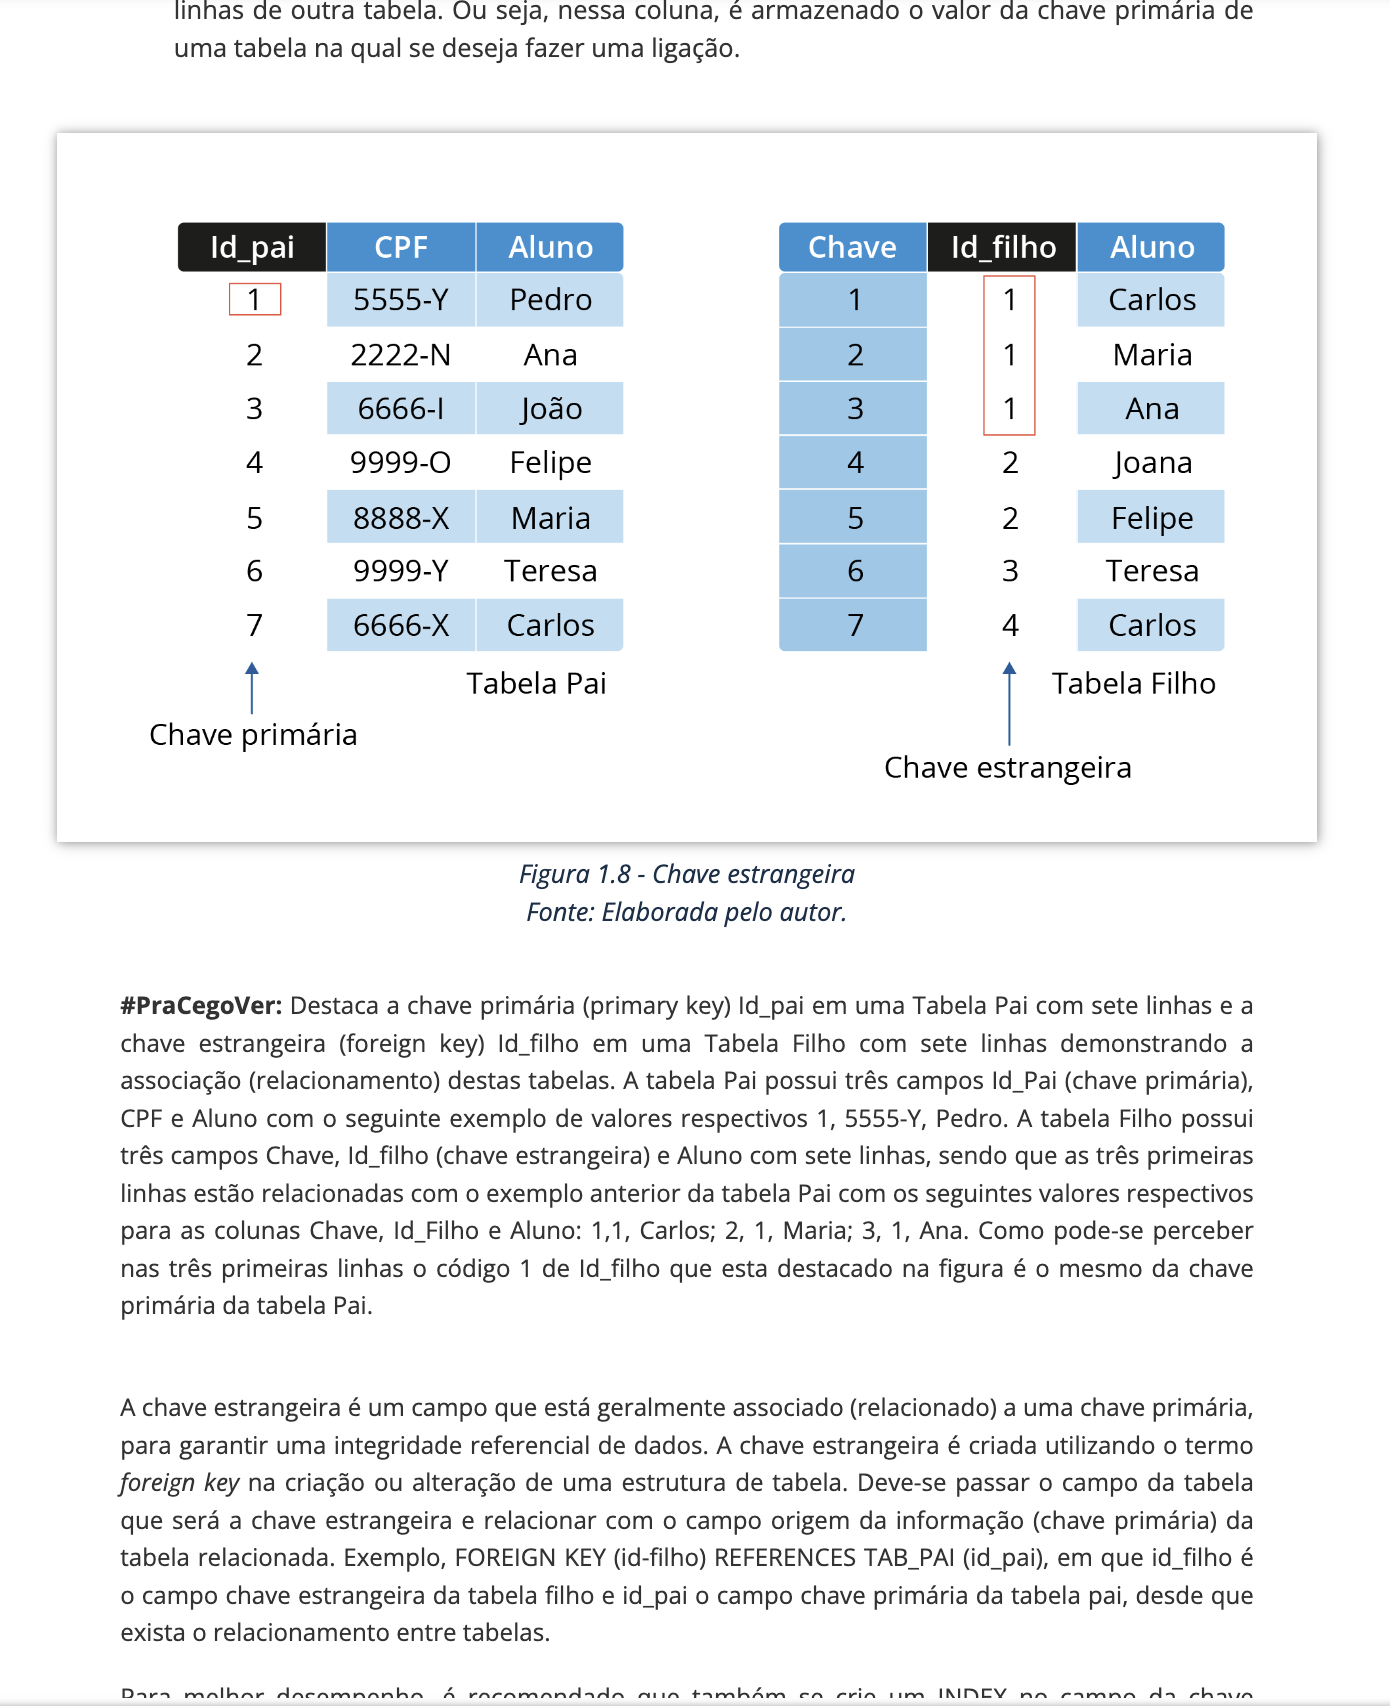 linhas de outra tabela. Ou seja, nessa coluna, é armazenado o valor da chave primária de
uma tabela na qual se deseja fazer uma ligação.
Id_pai CPF Aluno
1 5555-Y Pedro
2 2222-N Ana
3 6666-I João
4 9999-O Felipe
5 8888-X Maria
6 9999-Y Teresa
7 6666-X Carlos
Tabela Pai
Chave primária
Chave Id_filho Aluno
1 1 Carlos
2 1 Maria
3 1 Ana
4 2 Joana
5 2 Felipe
6 3 Teresa
7 4 Carlos
Tabela Filho
Chave estrangeira
Figura 1.8 - Chave estrangeira
Fonte: Elaborada pelo autor.
#PraCegoVer: Destaca a chave primária (primary key) Id_pai em uma Tabela Pai com sete linhas e a
chave estrangeira (foreign key) Id_filho em uma Tabela Filho com sete linhas demonstrando a
associação (relacionamento) destas tabelas. A tabela Pai possui três campos Id_Pai (chave primária),
CPF e Aluno com o seguinte exemplo de valores respectivos 1, 5555-Y, Pedro. A tabela Filho possui
três campos Chave, Id_filho (chave estrangeira) e Aluno com sete linhas, sendo que as três primeiras
linhas estão relacionadas com o exemplo anterior da tabela Pai com os seguintes valores respectivos
para as colunas Chave, Id_Filho e Aluno: 1,1, Carlos; 2, 1, Maria; 3, 1, Ana. Como pode-se perceber
nas três primeiras linhas o código 1 de Id_filho que esta destacado na figura é o mesmo da chave
primária da tabela Pai.
A chave estrangeira é um campo que está geralmente associado (relacionado) a uma chave primária,
para garantir uma integridade referencial de dados. A chave estrangeira é criada utilizando o termo
foreign key na criação ou alteração de uma estrutura de tabela. Deve-se passar o campo da tabela
que será a chave estrangeira e relacionar com o campo origem da informação (chave primária) da
tabela relacionada. Exemplo, FOREIGN KEY (id-filho) REFERENCES TAB_PAI (id_pai), em que id_filho é
o campo chave estrangeira da tabela filho e id_pai o campo chave primária da tabela pai, desde que
exista o relacionamento entre tabelas.
Para melhor desempenho, é recomendado que também se crie um INDEX no campo da chave